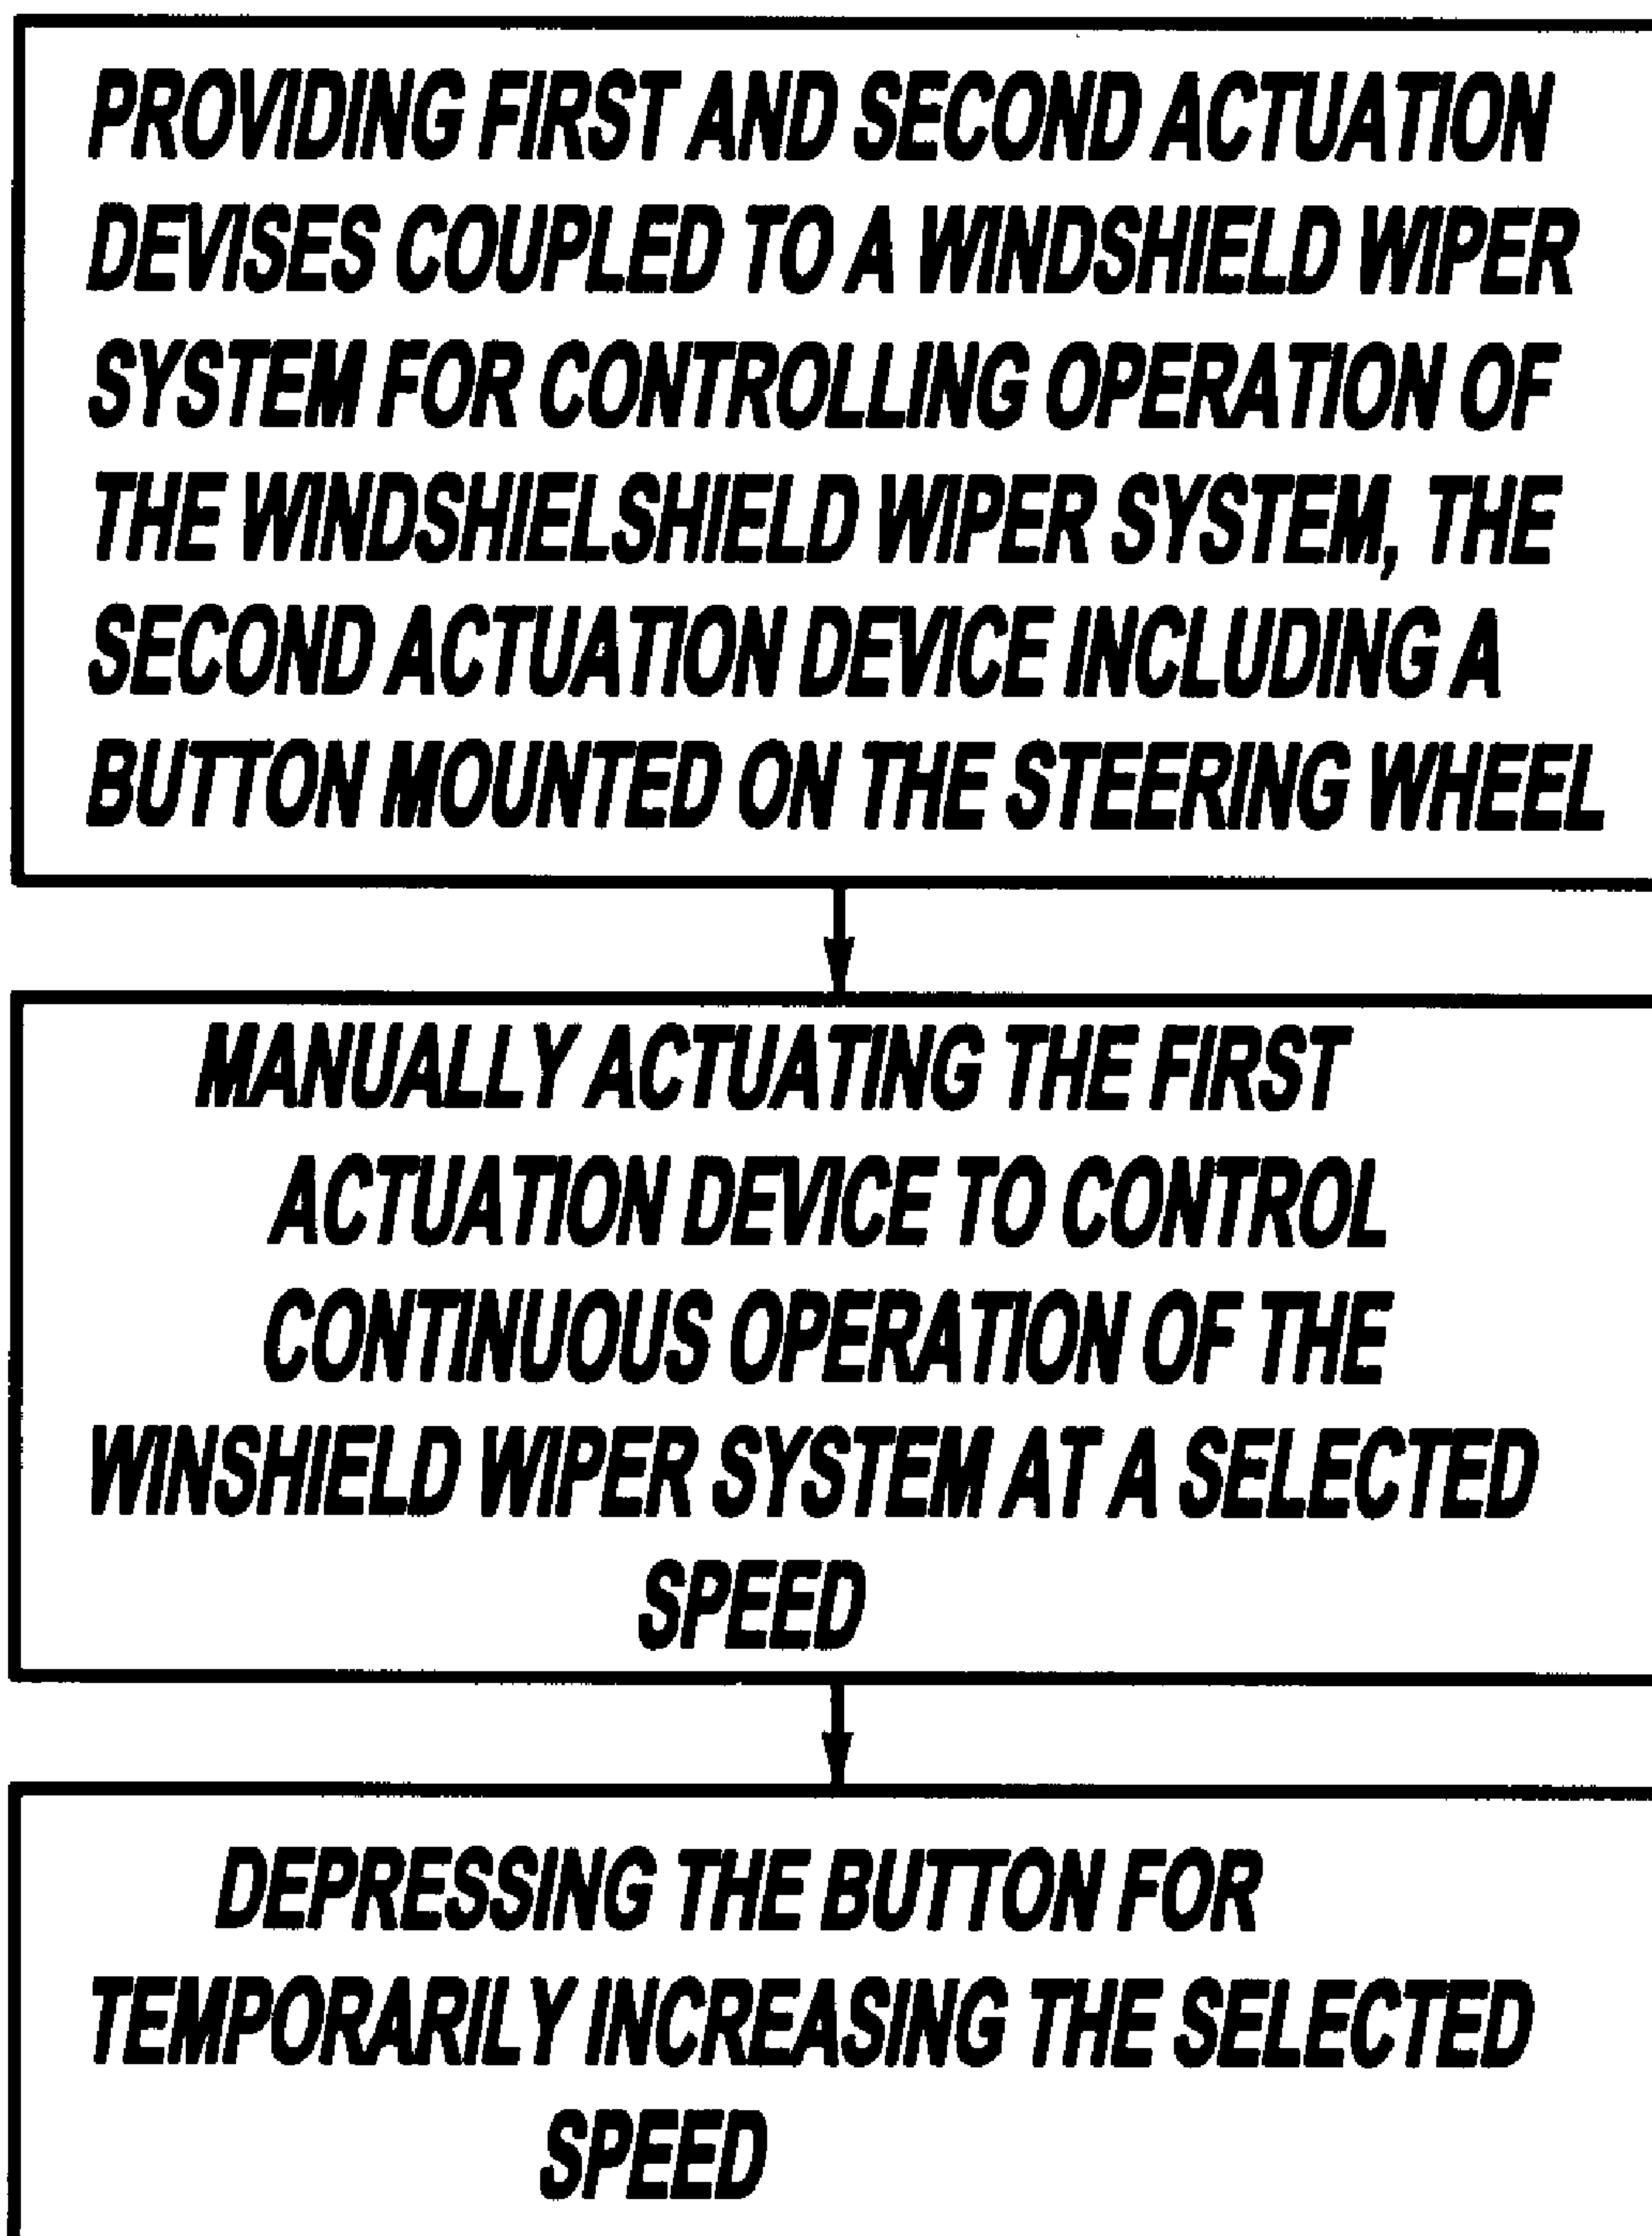 PROVIDING FIRST AND SECOND ACTUATION
DEVISES COUPLED TO A WINDSHIELD WIPER
SYSTEM FOR CONTROLLING OPERATION OF
THE WINDSHIELSHIELD WIPER SYSTEM, THE
SECOND ACTUATION DEVICE INCLUDING A
BUTTON MOUNTED ON THE STEERING WHEEL
MANUALLY ACTUATING THE FIRST
ACTUATION DEVICE TO CONTROL
CONTINUOUS OPERATION OF THE
WINSHIELD WIPER SYSTEM AT A SELECTED
SPEED
DEPRESSING THE BUTTON FOR
TEMPORARILY INCREASING THE SELECTED
SPEED